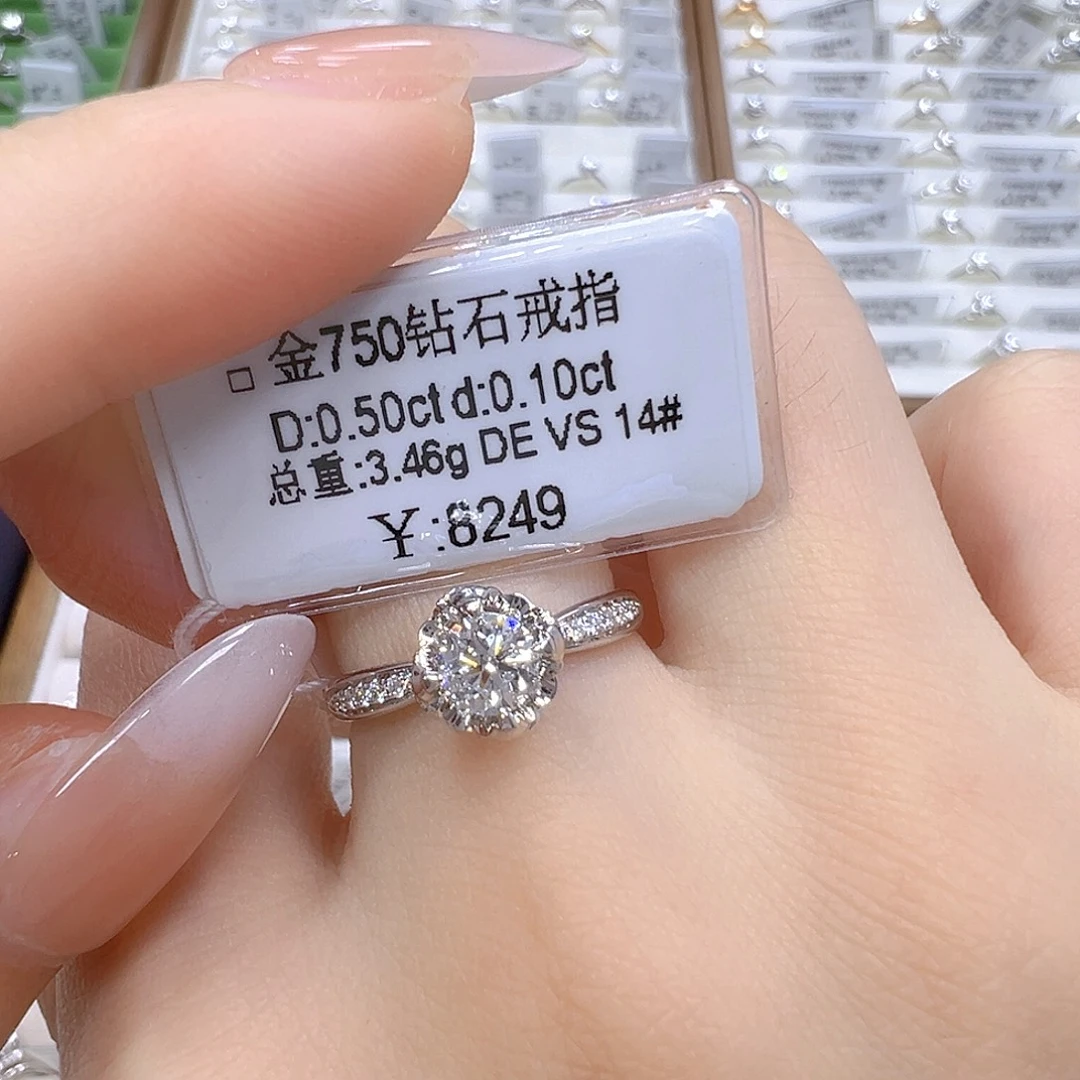 □ 金750钻石戒指
D:0.50ct d:0.10ct
总重:3.46g DE VS 14#
￥:8249